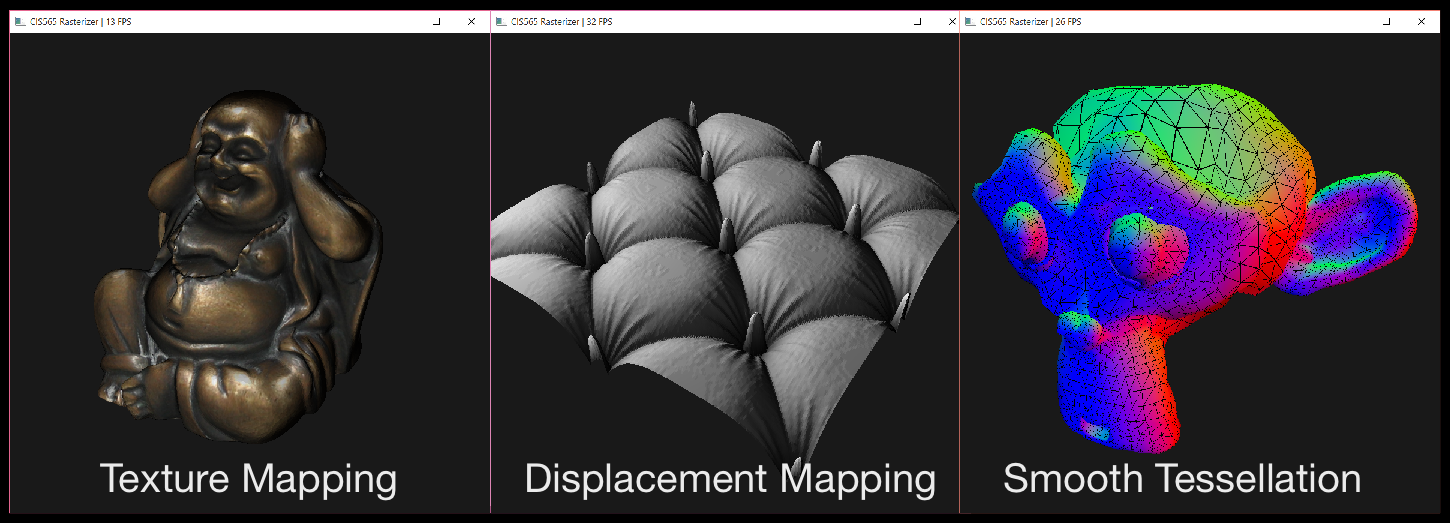 CIS565 Rasterizer | 13 FPS
CIS565 Rasterizer | 32 FPS
CIS565 Rasterizer | 26 FPS
Texture Mapping
Displacement Mapping
Smooth Tessellation